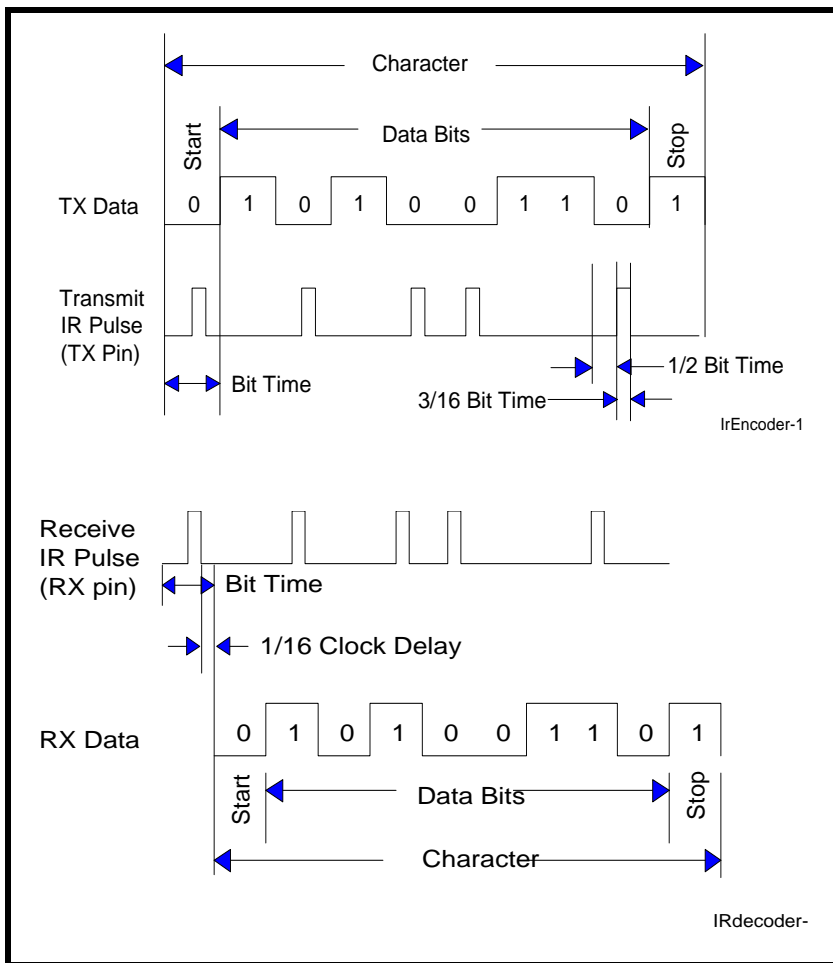 Character
Start
Data Bits
Stop
TX Data
0 1 0 1 0 0 1 1 0 1
Transmit
IR Pulse
(TX Pin)
Bit Time
1/2 Bit Time
3/16 Bit Time
IrEncoder-1
Receive
IR Pulse
(RX pin)
Bit Time
1/16 Clock Delay
RX Data
0 1 0 1 0 0 1 1 0 1
Start
Data Bits
Stop
Character
IRdecoder-